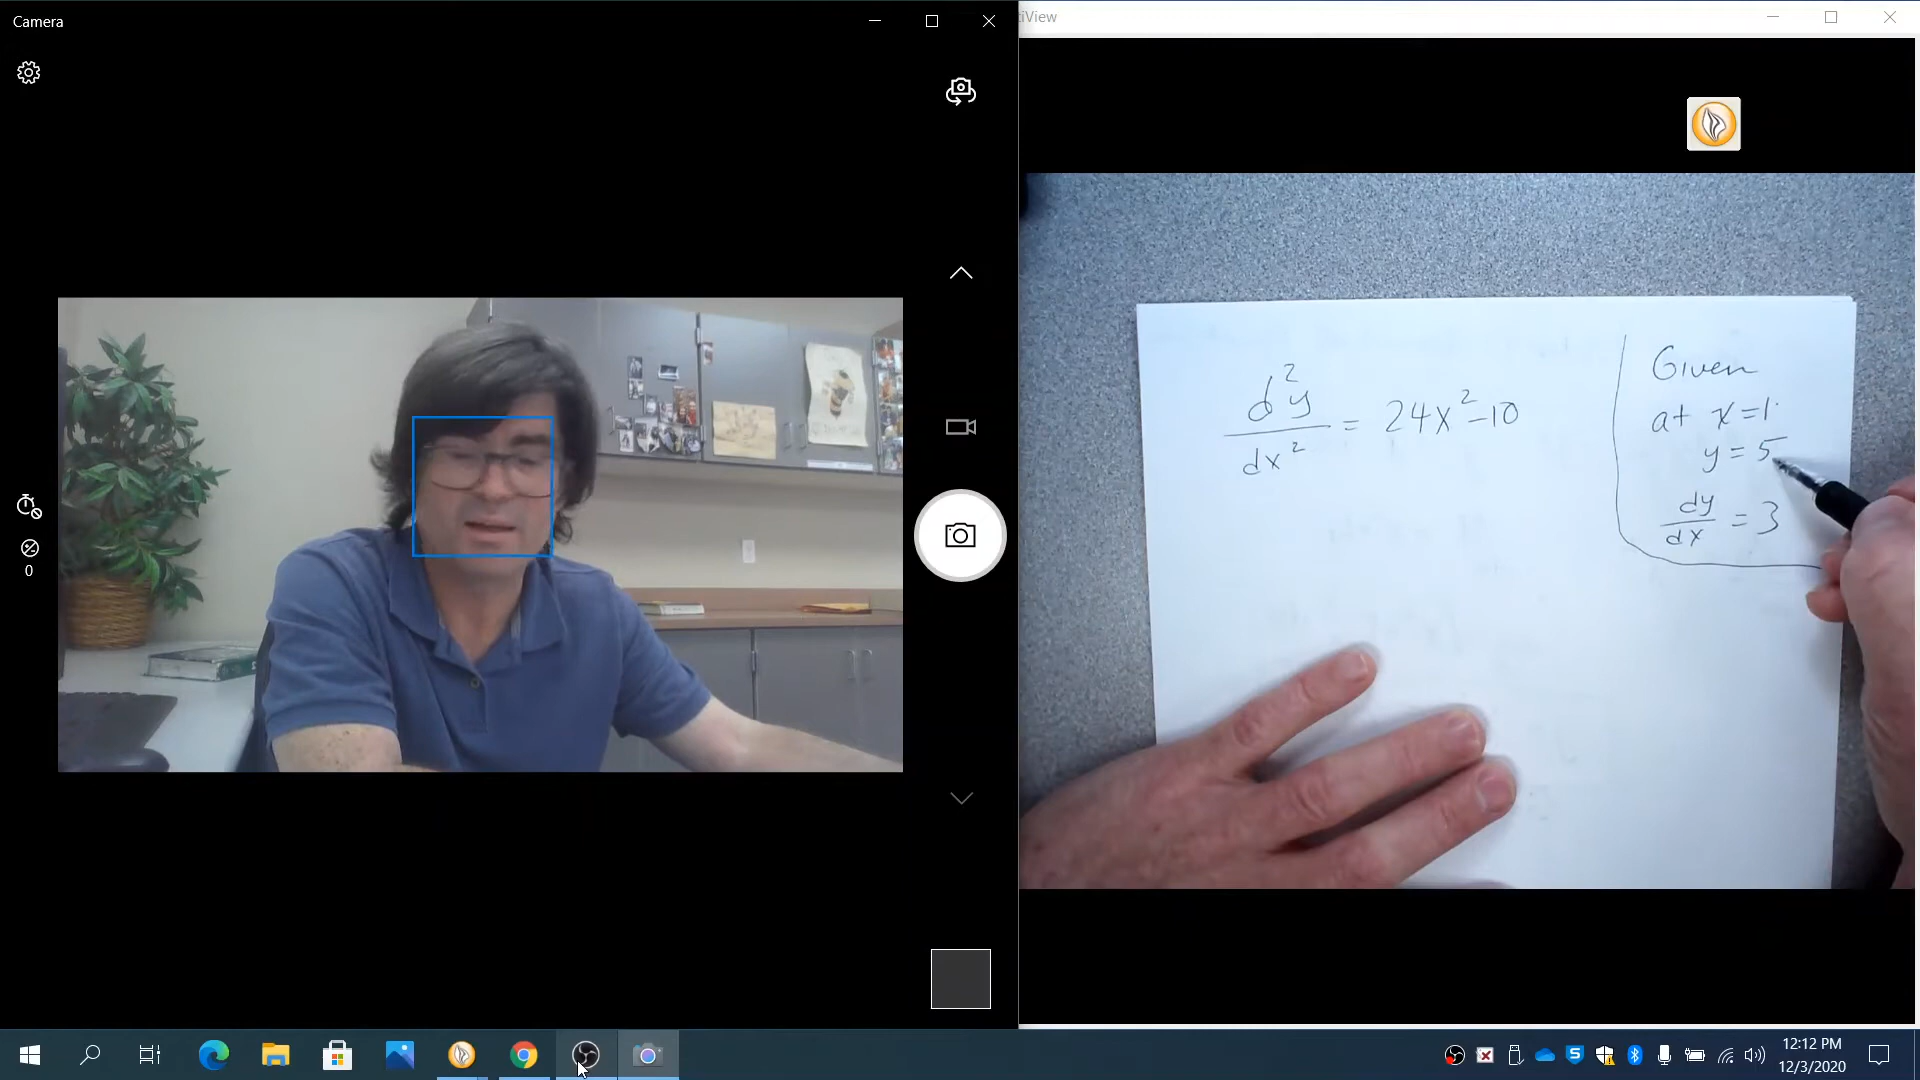 Camera
tiView
0
d²y/dx² = 24x² - 10
Given
at x = 1
y = 5
dy/dx = 3
12:12 PM
12/3/2020